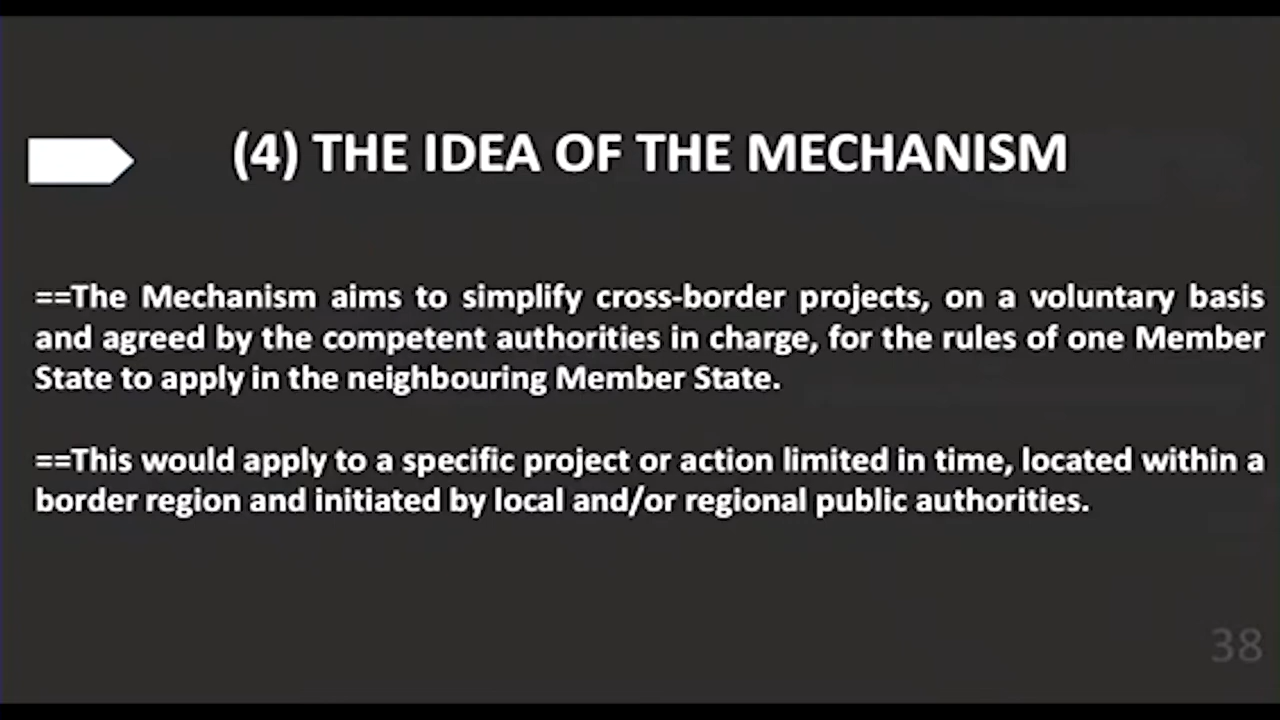 (4) THE IDEA OF THE MECHANISM
==The Mechanism aims to simplify cross-border projects, on a voluntary basis
and agreed by the competent authorities in charge, for the rules of one Member
State to apply in the neighbouring Member State.
==This would apply to a specific project or action limited in time, located within a
border region and initiated by local and/or regional public authorities.
38